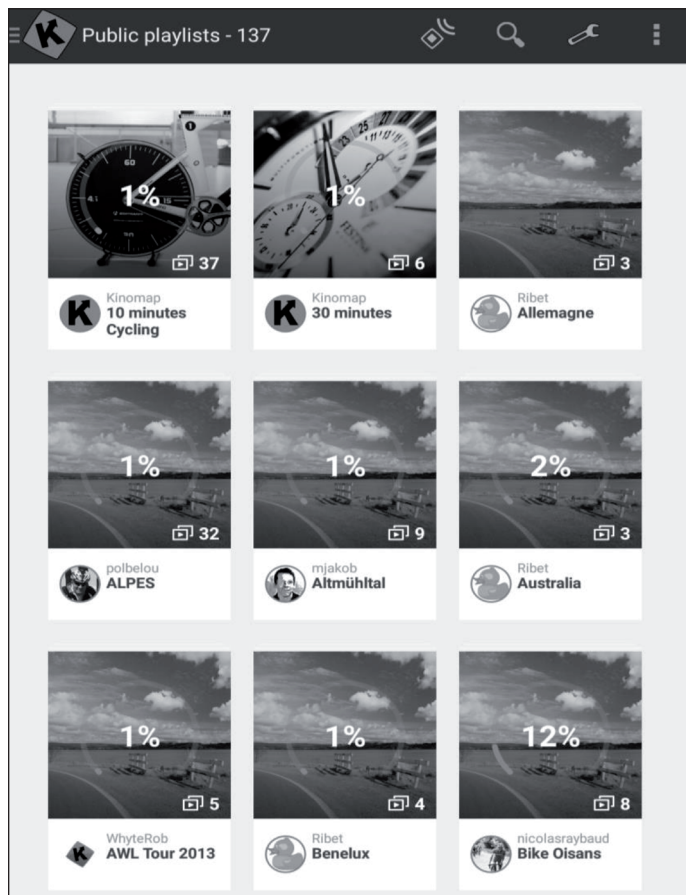 K Public playlists - 137
1%
37
Kinomap
10 minutes
Cycling
1%
6
Kinomap
30 minutes
3
Ribet
Allemagne
1%
32
polbelou
ALPES
1%
9
mjakob
Altmühltal
2%
3
Ribet
Australia
1%
5
WhyteRob
AWL Tour 2013
1%
4
Ribet
Benelux
12%
8
nicolasraybaud
Bike Oisans